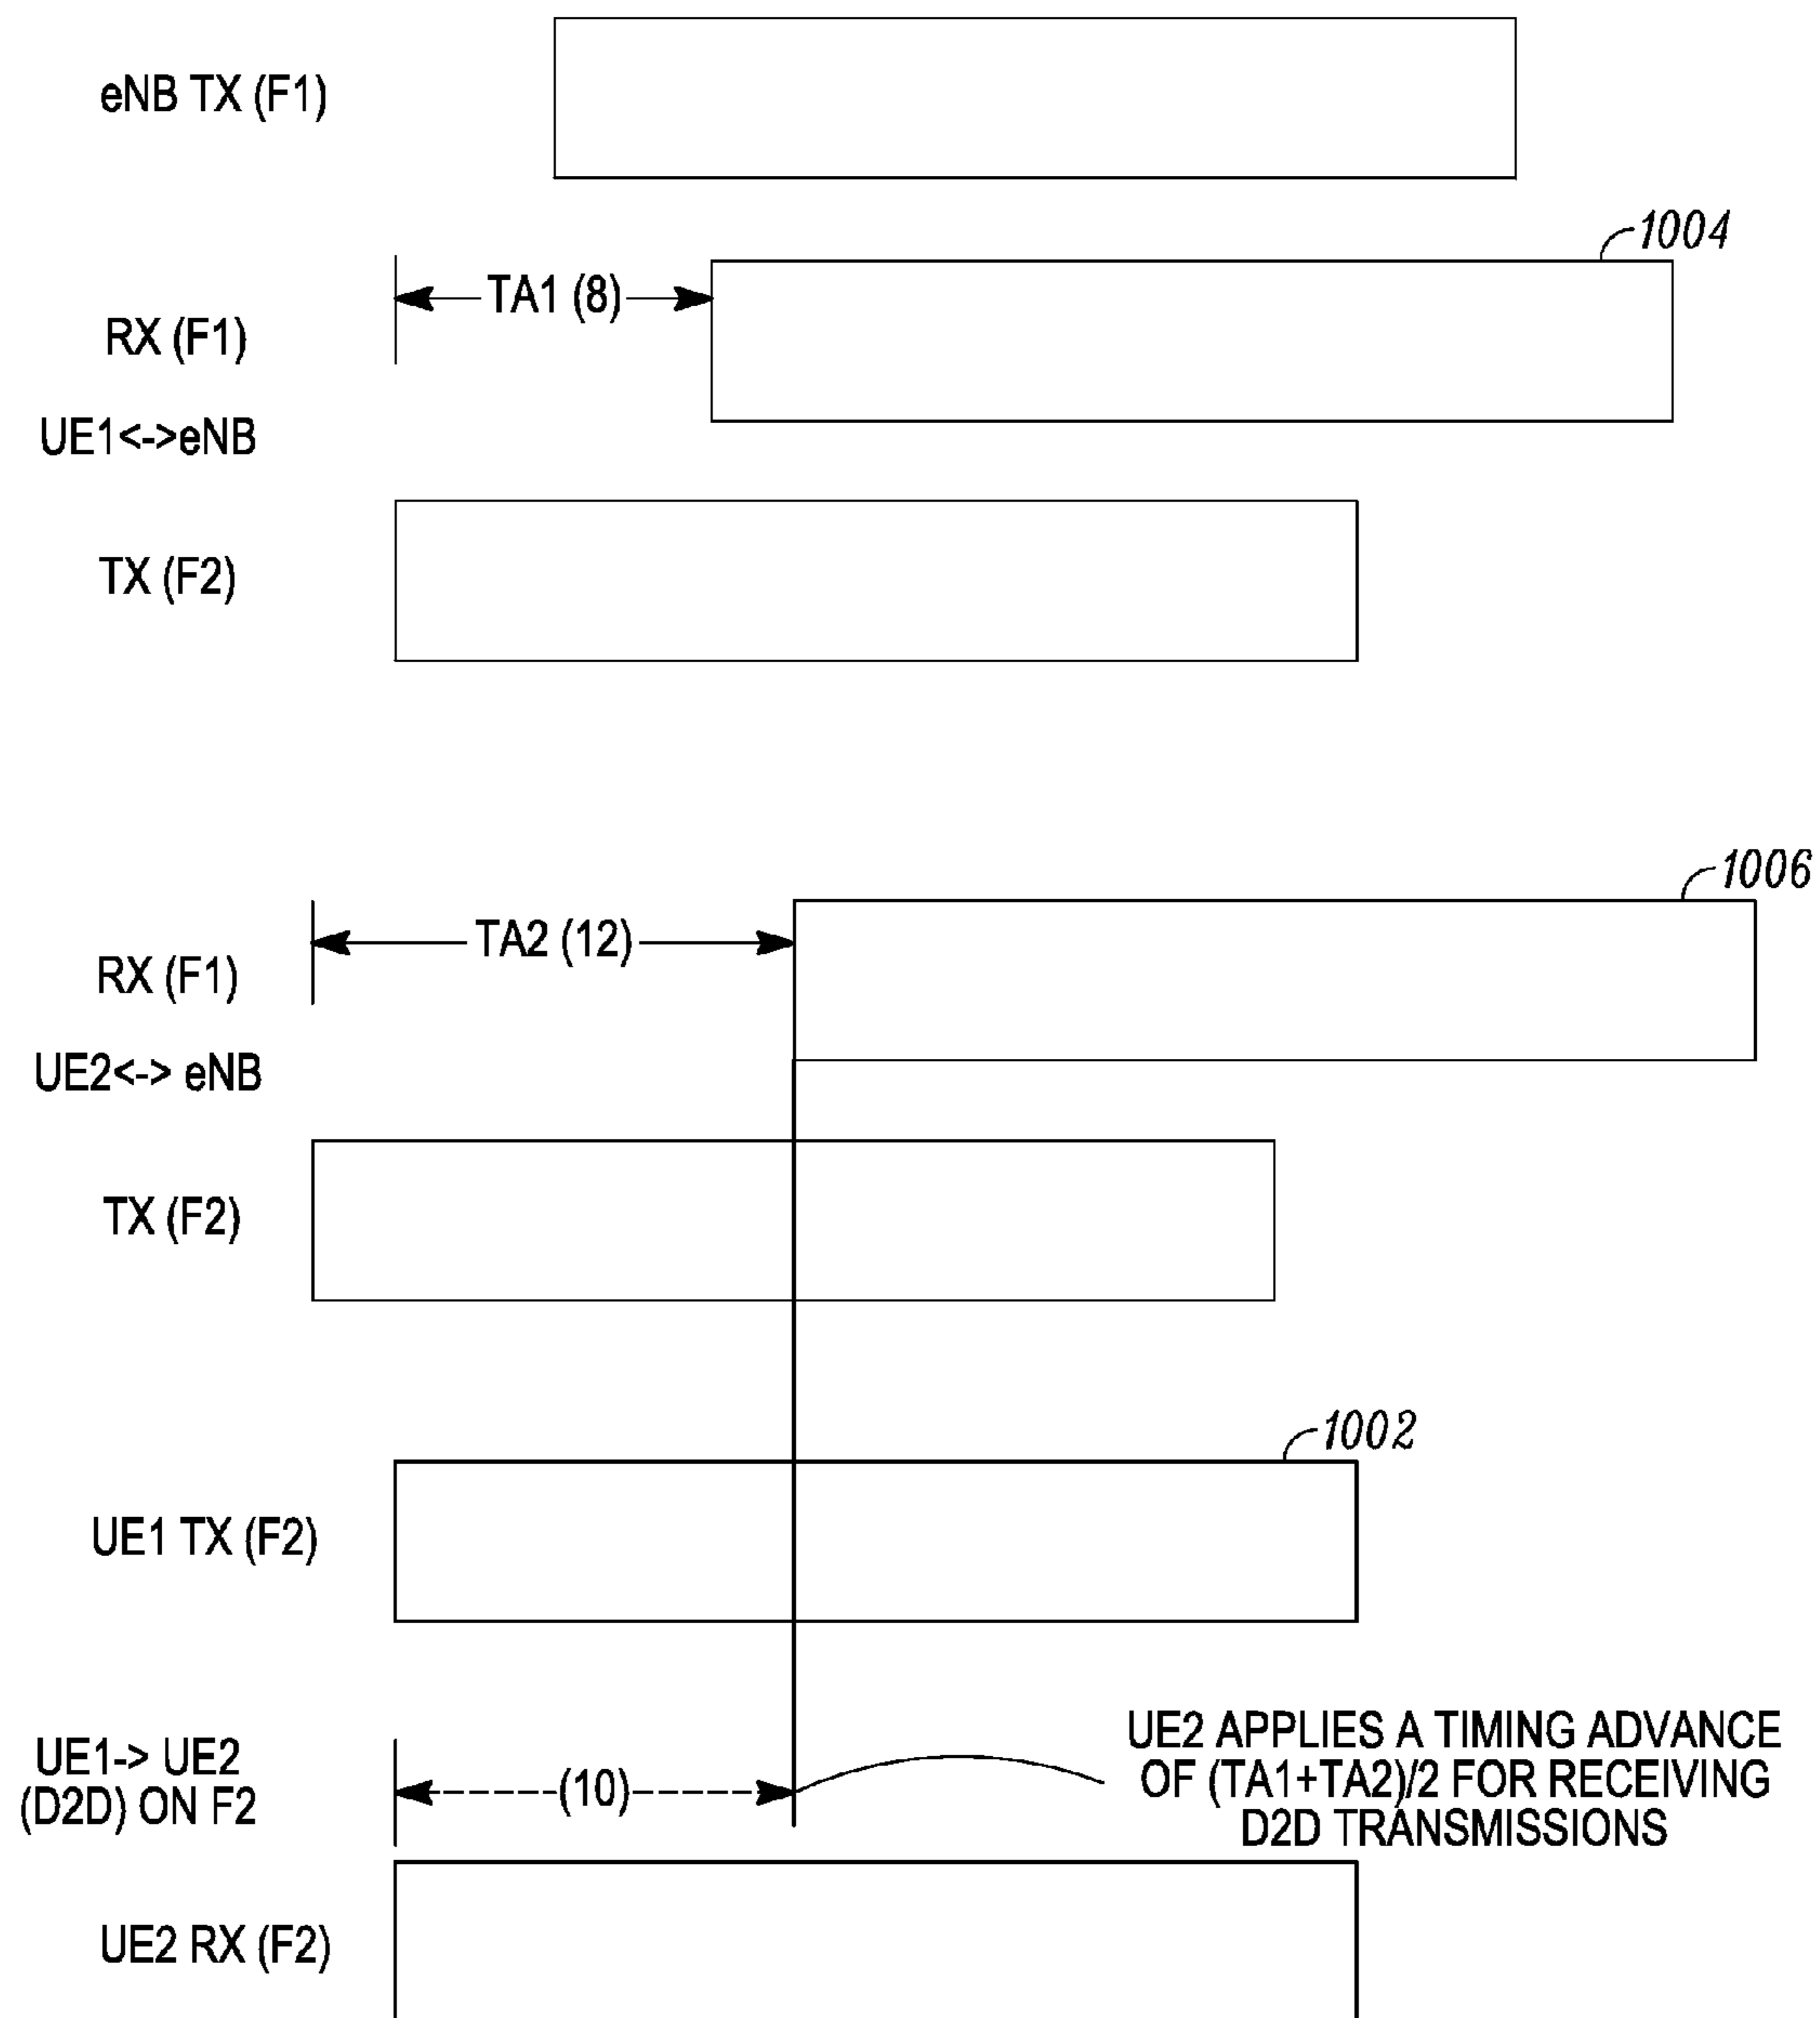 eNB TX (F1)
1004
TA1 (8)
RX (F1)
UE1<->eNB
TX (F2)
1006
TA2 (12)
RX (F1)
UE2<-> eNB
TX (F2)
1002
UE1 TX (F2)
UE1-> UE2
(D2D) ON F2
(10)
UE2 APPLIES A TIMING ADVANCE
OF (TA1+TA2)/2 FOR RECEIVING
D2D TRANSMISSIONS
UE2 RX (F2)